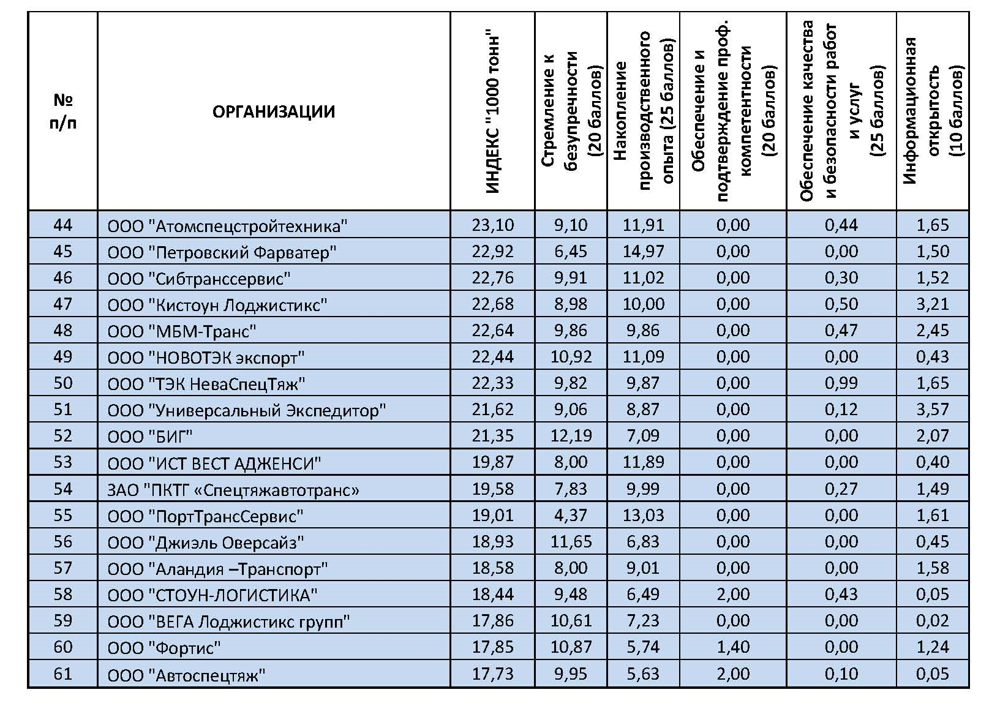 №
п/п
ОРГАНИЗАЦИИ
ИНДЕКС "1000 тонн"
Стремление к
безупречности
(20 баллов)
Накопление
производственного
опыта (25 баллов)
Обеспечение и
подтверждение проф.
компетентности
(20 баллов)
Обеспечение качества
и безопасности работ
и услуг
(25 баллов)
Информационная
открытость
(10 баллов)
44 ООО "Атомспецстройтехника" 23,10 9,10 11,91 0,00 0,44 1,65
45 ООО "Петровский Фарватер" 22,92 6,45 14,97 0,00 0,00 1,50
46 ООО "Сибтранссервис" 22,76 9,91 11,02 0,00 0,30 1,52
47 ООО "Кистоун Лоджистикс" 22,68 8,98 10,00 0,00 0,50 3,21
48 ООО "МБМ-Транс" 22,64 9,86 9,86 0,00 0,47 2,45
49 ООО "НОВОТЭК экспорт" 22,44 10,92 11,09 0,00 0,00 0,43
50 ООО "ТЭК НеваСпецТяж" 22,33 9,82 9,87 0,00 0,99 1,65
51 ООО "Универсальный Экспедитор" 21,62 9,06 8,87 0,00 0,12 3,57
52 ООО "БИГ" 21,35 12,19 7,09 0,00 0,00 2,07
53 ООО "ИСТ ВЕСТ АДЖЕНСИ" 19,87 8,00 11,89 0,00 0,00 0,40
54 ЗАО "ПКТГ «Спецтяжавтотранс» 19,58 7,83 9,99 0,00 0,27 1,49
55 ООО "ПортТрансСервис" 19,01 4,37 13,03 0,00 0,00 1,61
56 ООО "Джиэль Оверсайз" 18,93 11,65 6,83 0,00 0,00 0,45
57 ООО "Аландия –Транспорт" 18,58 8,00 9,01 0,00 0,00 1,58
58 ООО "СТОУН-ЛОГИСТИКА" 18,44 9,48 6,49 2,00 0,43 0,05
59 ООО "ВЕГА Лоджистикс групп" 17,86 10,61 7,23 0,00 0,00 0,02
60 ООО "Фортис" 17,85 10,87 5,74 1,40 0,00 1,24
61 ООО "Автоспецтяж" 17,73 9,95 5,63 2,00 0,10 0,05